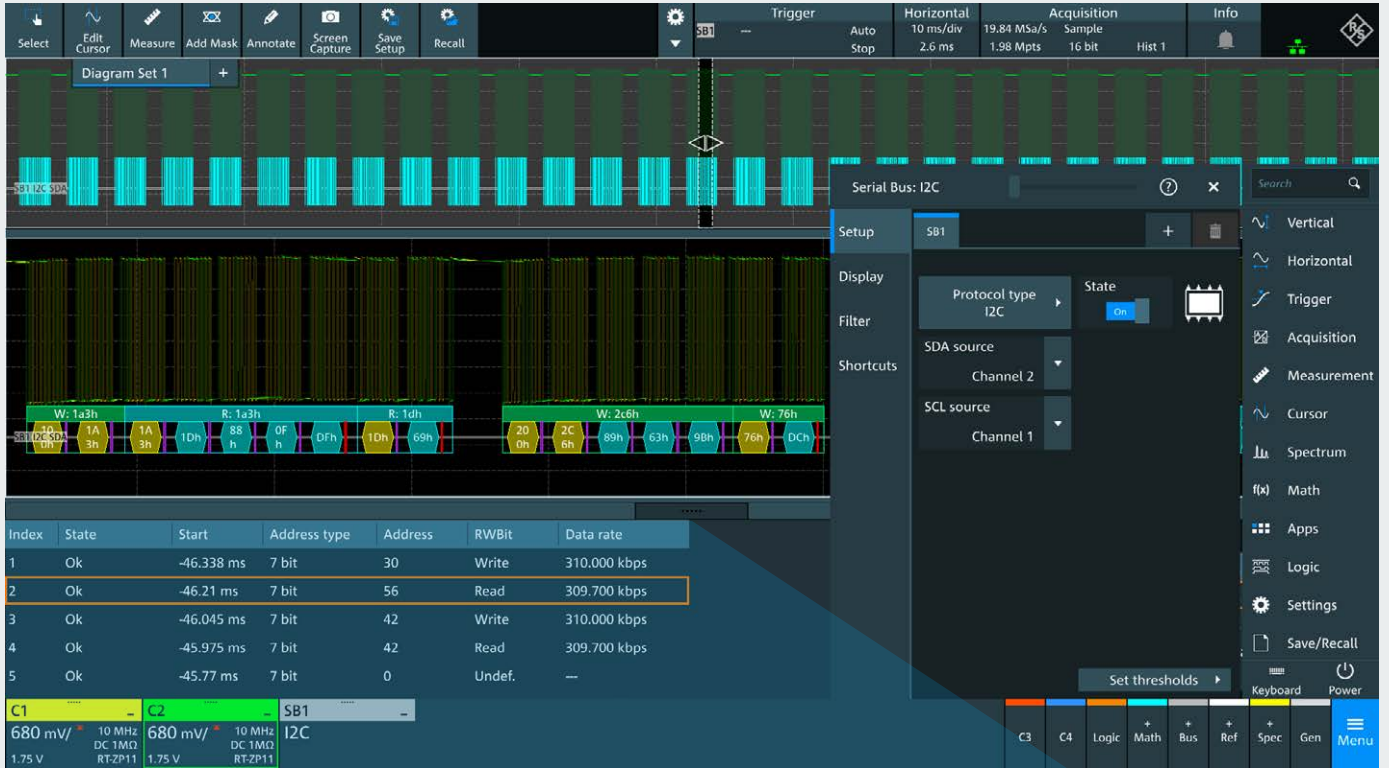 Select
Edit
Cursor
Measure
Add Mask
Annotate
Screen
Capture
Save
Setup
Recall
SB1
Trigger
---
Auto
Stop
Horizontal
10 ms/div
2.6 ms
Acquisition
19.84 MSa/s Sample
1.98 Mpts 16 bit Hist 1
Info
R&S
Diagram Set 1 +
SB1 I2C SDA
W: 1a3h R: 1a3h R: 1dh W: 2c6h W: 76h
SB1 I2C SDA
10
0h
1A
3h
1A
3h
1Dh
88
h
0F
h
DFh
1Dh
69h
20
0h
2C
6h
89h
63h
9Bh
76h
DCh
Serial Bus: I2C
Setup
Display
Filter
Shortcuts
SB1
+
Protocol type
I2C
State
On
SDA source
Channel 2
SCL source
Channel 1
Set thresholds
Search
Vertical
Horizontal
Trigger
Acquisition
Measurement
Cursor
Spectrum
f(x) Math
Apps
Logic
Settings
Save/Recall
Keyboard Power
Index State Start Address type Address RWBit Data rate
1 Ok -46.338 ms 7 bit 30 Write 310.000 kbps
2 Ok -46.21 ms 7 bit 56 Read 309.700 kbps
3 Ok -46.045 ms 7 bit 42 Write 310.000 kbps
4 Ok -45.975 ms 7 bit 42 Read 309.700 kbps
5 Ok -45.77 ms 7 bit 0 Undef. ---
C1
680 mV/ 10 MHz
DC 1MΩ
1.75 V RT-ZP11
C2
680 mV/ 10 MHz
DC 1MΩ
1.75 V RT-ZP11
SB1
I2C
C3
C4
Logic
+
Math
+
Bus
+
Ref
+
Spec
Gen
Menu